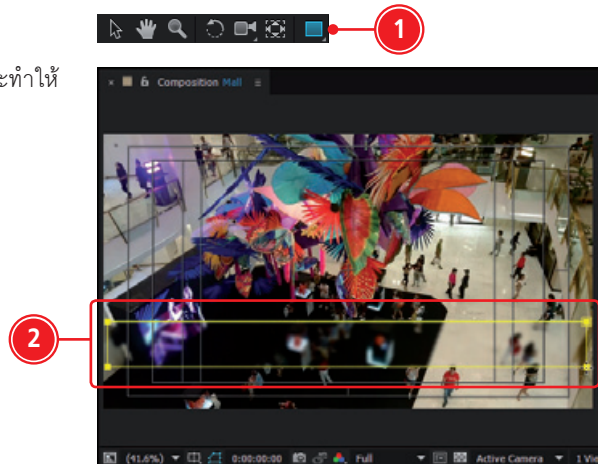 1
ะทำให้
× 6 Composition Mall ≡
2
(41.6%) 0:00:00:00 Full Active Camera 1 Vie